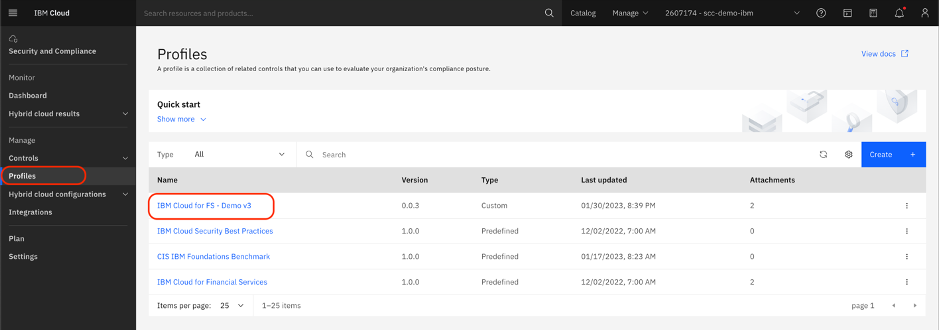 IBM Cloud
Search resources and products...
Catalog
Manage
2607174 - scc-demo-ibm
Security and Compliance
Monitor
Dashboard
Hybrid cloud results
Manage
Controls
Profiles
Hybrid cloud configurations
Integrations
Plan
Settings
Profiles
View docs
A profile is a collection of related controls that you can use to evaluate your organization's compliance posture.
Quick start
Show more
Type All Search Create +
Name Version Type Last updated Attachments
IBM Cloud for FS - Demo v3 0.0.3 Custom 01/30/2023, 8:39 PM 2
IBM Cloud Security Best Practices 1.0.0 Predefined 12/02/2022, 7:00 AM 0
CIS IBM Foundations Benchmark 1.0.0 Predefined 01/17/2023, 8:23 AM 0
IBM Cloud for Financial Services 1.0.0 Predefined 12/02/2022, 7:00 AM 2
Items per page: 25 1–25 items page 1